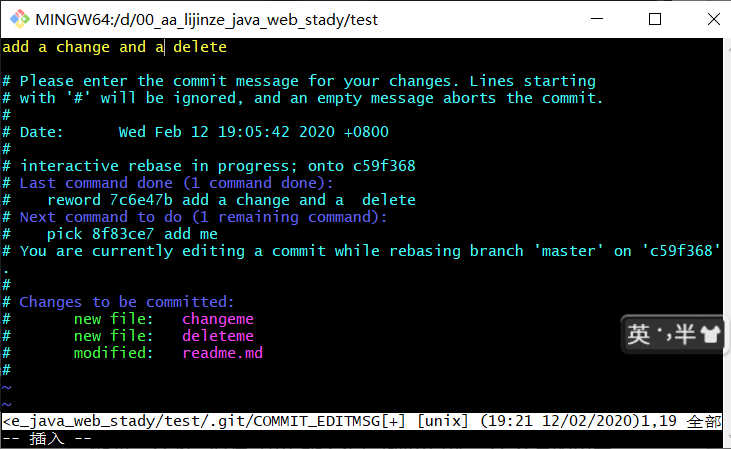 MINGW64:/d/00_aa_lijinze_java_web_stady/test
add a change and a delete
# Please enter the commit message for your changes. Lines starting
# with '#' will be ignored, and an empty message aborts the commit.
#
# Date:      Wed Feb 12 19:05:42 2020 +0800
#
# interactive rebase in progress; onto c59f368
# Last command done (1 command done):
#    reword 7c6e47b add a change and a  delete
# Next command to do (1 remaining command):
#    pick 8f83ce7 add me
# You are currently editing a commit while rebasing branch 'master' on 'c59f368'
.
#
# Changes to be committed:
#       new file:   changeme
#       new file:   deleteme
#       modified:   readme.md
#
~
~
英 ·, 半
<e_java_web_stady/test/.git/COMMIT_EDITMSG[+] [unix] (19:21 12/02/2020)1,19 全部
-- 插入 --